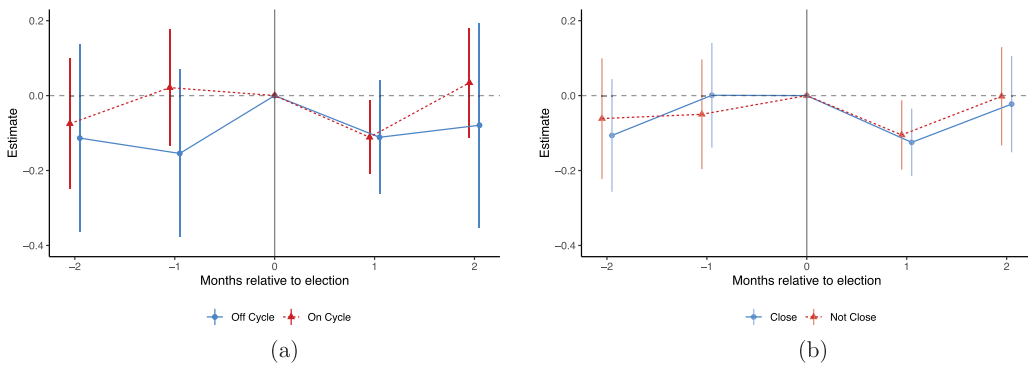 0.2
0.0
−0.2
−0.4
Estimate
−2
−1
0
1
2
Months relative to election
Off Cycle
On Cycle
(a)
0.2
0.0
−0.2
−0.4
Estimate
−2
−1
0
1
2
Months relative to election
Close
Not Close
(b)